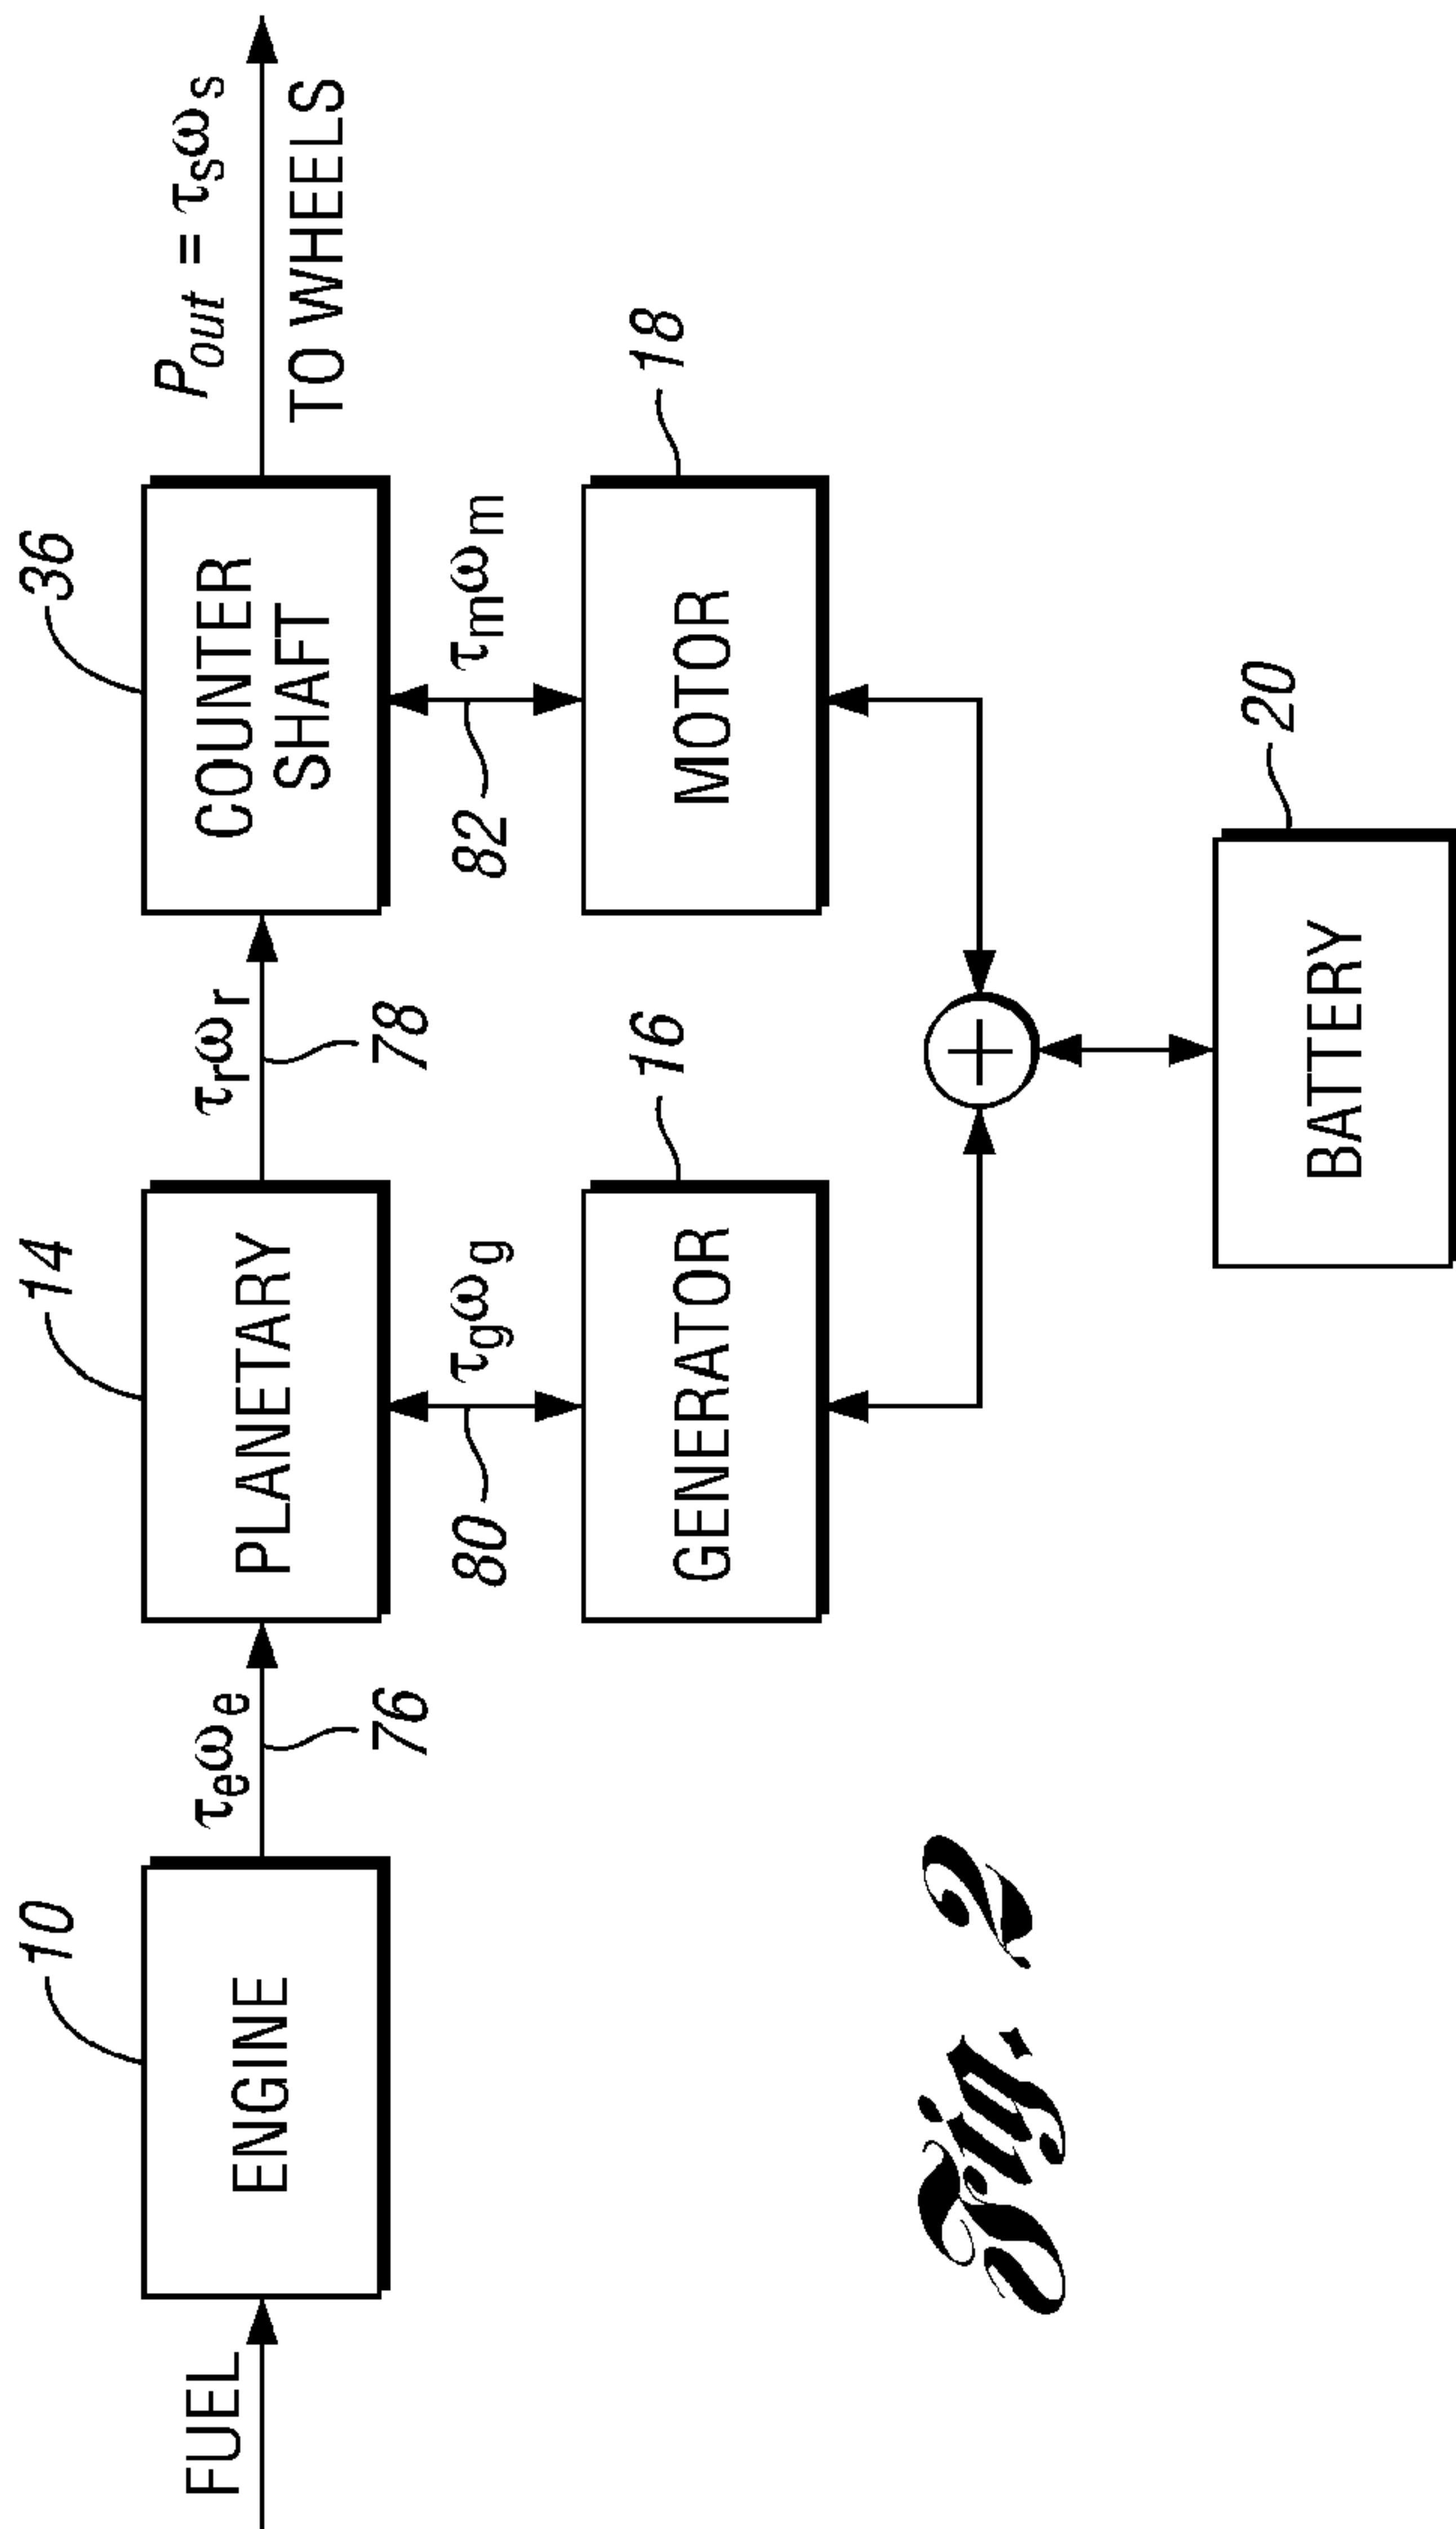 FUEL
10
ENGINE
τeωe
76
14
PLANETARY
τrωr
78
36
COUNTER
SHAFT
Pout = τsωs
TO WHEELS
80
τgωg
82
τmωm
16
GENERATOR
18
MOTOR
+
20
BATTERY
Fig. 2